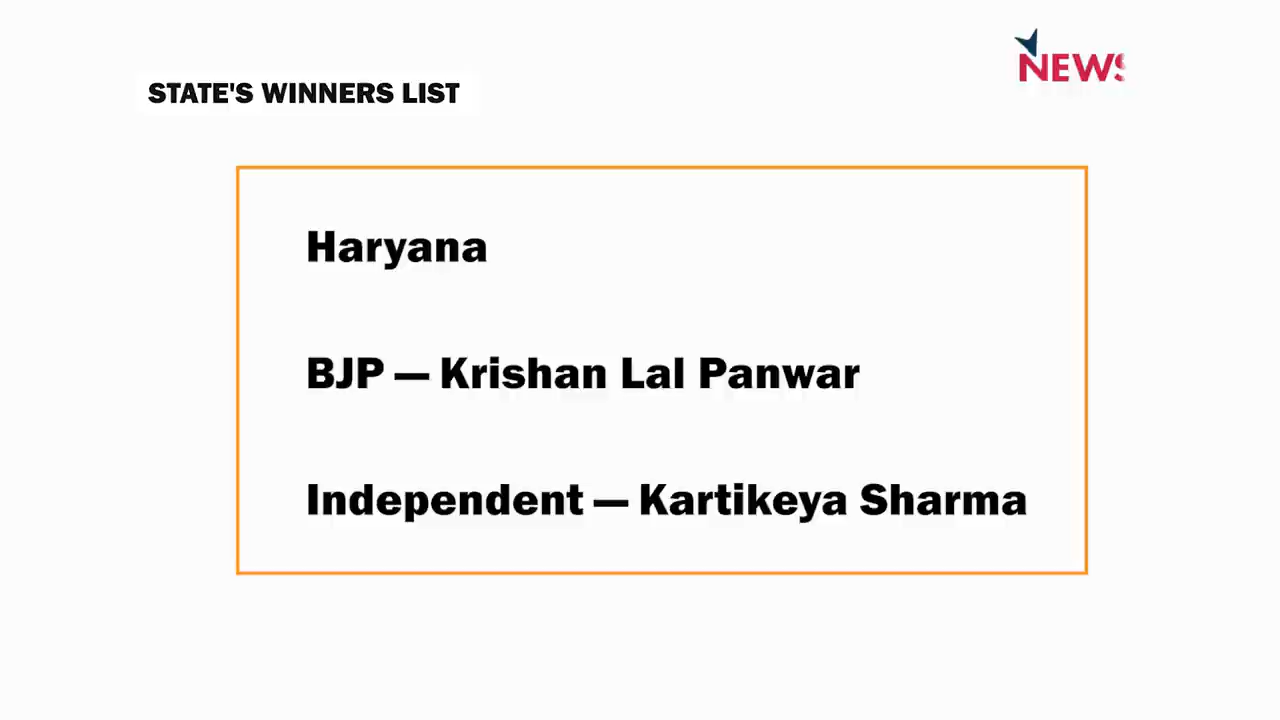 NEWS
STATE'S WINNERS LIST
Haryana
BJP — Krishan Lal Panwar
Independent — Kartikeya Sharma